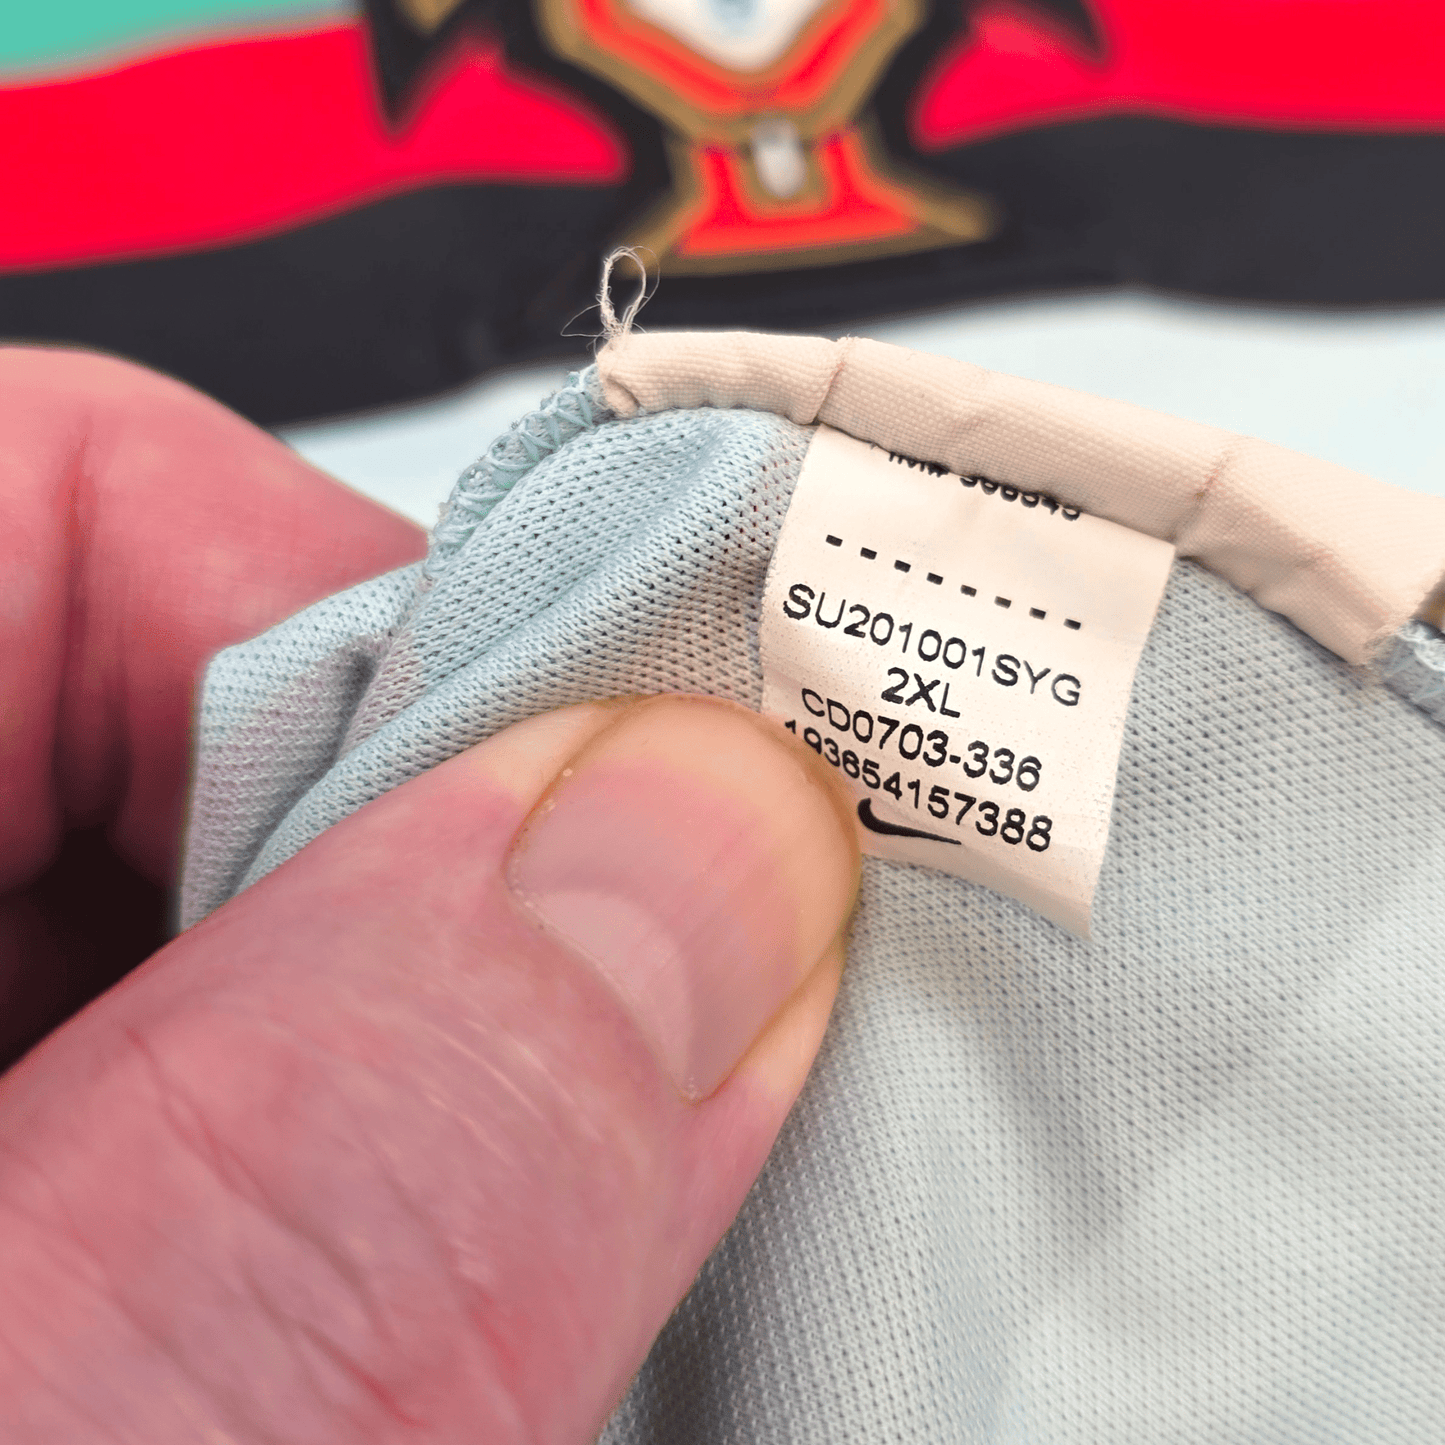 - - - - - - - -
SU201001SYG
2XL
CD0703-336
193654157388